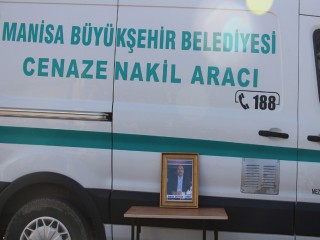 MANİSA BÜYÜKŞEHİR BELEDİYESİ
CENAZE NAKİL ARACI
188